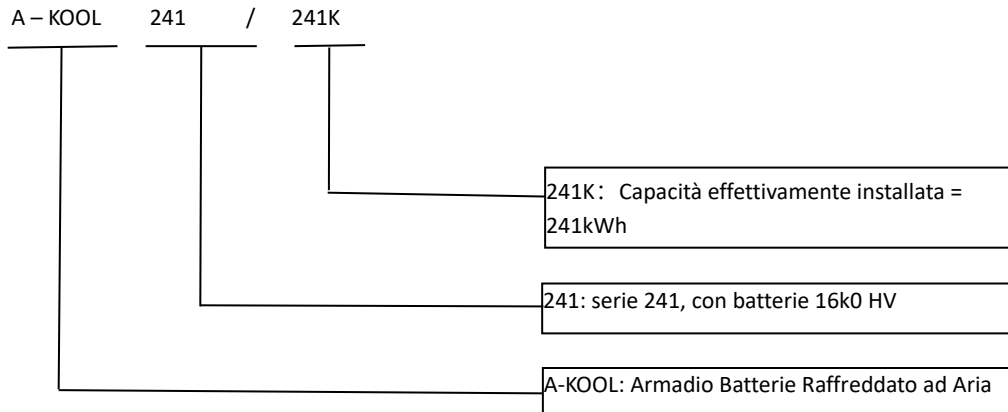 A – KOOL 241 / 241K
241K: Capacità effettivamente installata =
241kWh
241: serie 241, con batterie 16k0 HV
A-KOOL: Armadio Batterie Raffreddato ad Aria